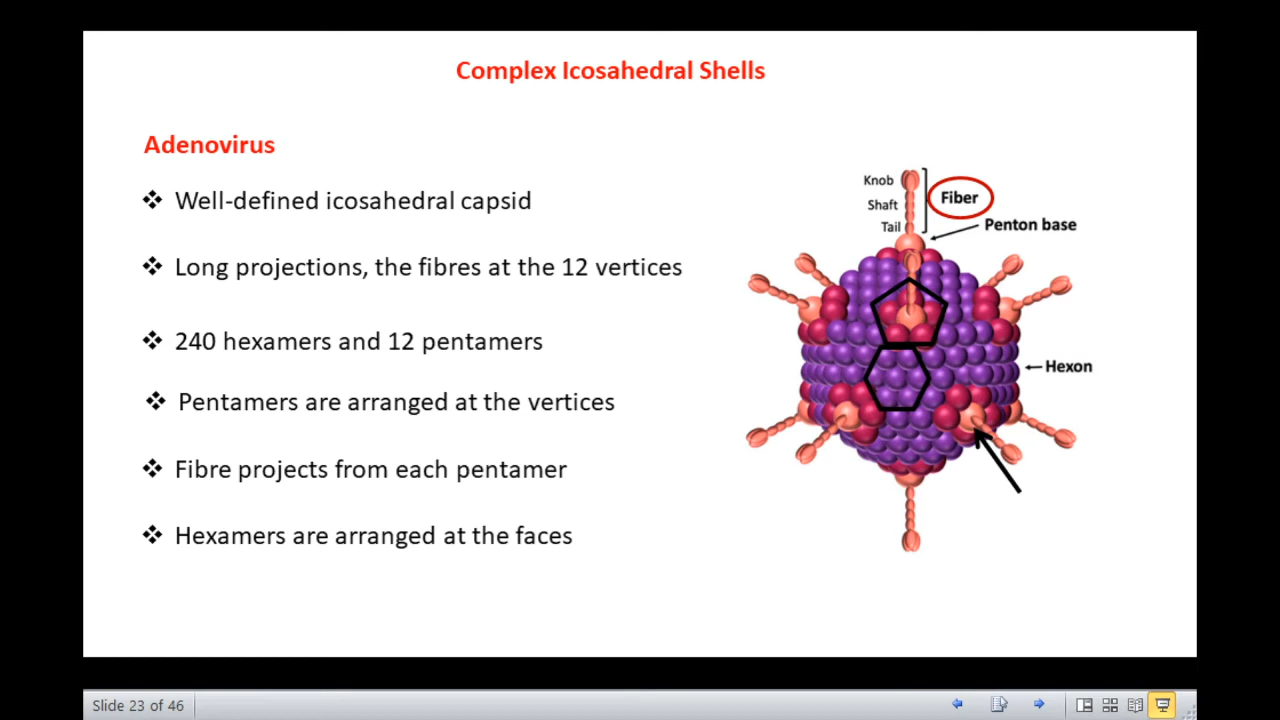 Complex Icosahedral Shells
Adenovirus
❖ Well-defined icosahedral capsid
❖ Long projections, the fibres at the 12 vertices
❖ 240 hexamers and 12 pentamers
❖ Pentamers are arranged at the vertices
❖ Fibre projects from each pentamer
❖ Hexamers are arranged at the faces
Knob
Shaft
Tail
Fiber
Penton base
Hexon
Slide 23 of 46